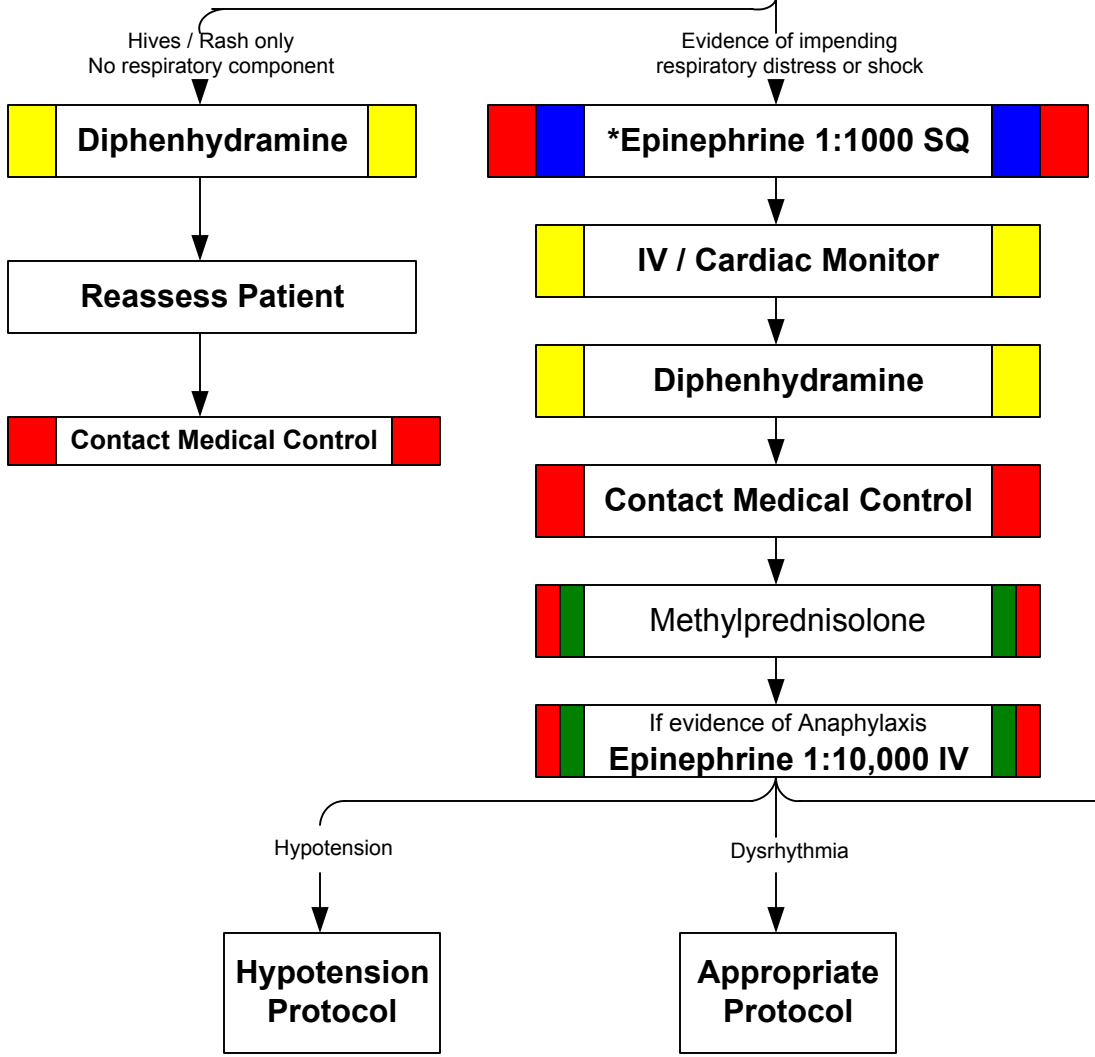 Hives / Rash only
No respiratory component
Evidence of impending
respiratory distress or shock
Diphenhydramine
*Epinephrine 1:1000 SQ
Reassess Patient
IV / Cardiac Monitor
Contact Medical Control
Diphenhydramine
Contact Medical Control
Methylprednisolone
If evidence of Anaphylaxis
Epinephrine 1:10,000 IV
Hypotension
Dysrhythmia
Hypotension
Protocol
Appropriate
Protocol